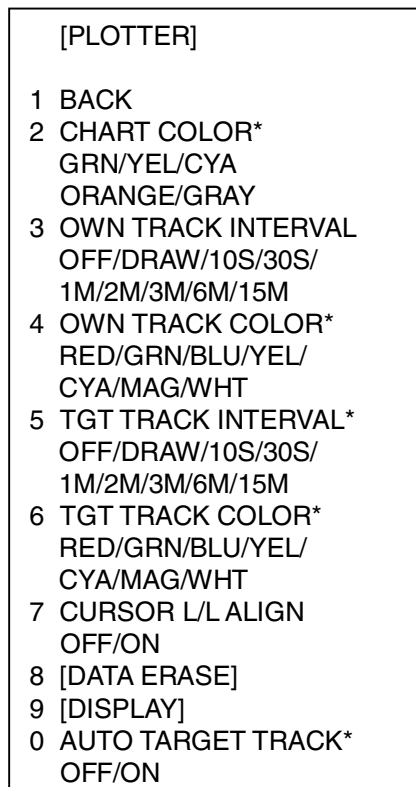 [PLOTTER]
1 BACK
2 CHART COLOR*
GRN/YEL/CYA
ORANGE/GRAY
3 OWN TRACK INTERVAL
OFF/DRAW/10S/30S/
1M/2M/3M/6M/15M
4 OWN TRACK COLOR*
RED/GRN/BLU/YEL/
CYA/MAG/WHT
5 TGT TRACK INTERVAL*
OFF/DRAW/10S/30S/
1M/2M/3M/6M/15M
6 TGT TRACK COLOR*
RED/GRN/BLU/YEL/
CYA/MAG/WHT
7 CURSOR L/L ALIGN
OFF/ON
8 [DATA ERASE]
9 [DISPLAY]
0 AUTO TARGET TRACK*
OFF/ON